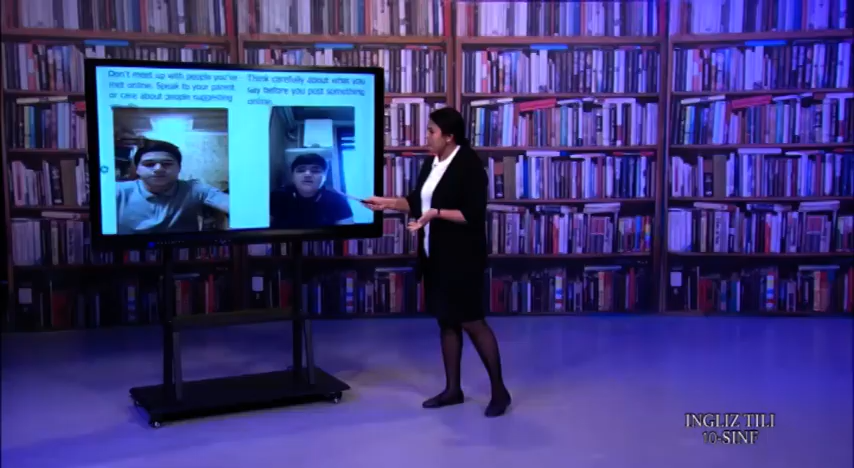 Don't meet up with people you've
met online. Speak to your parent
or care about people suggesting
Think carefully about what you
say before you post something
online.
INGLIZ TILI
10-SINF